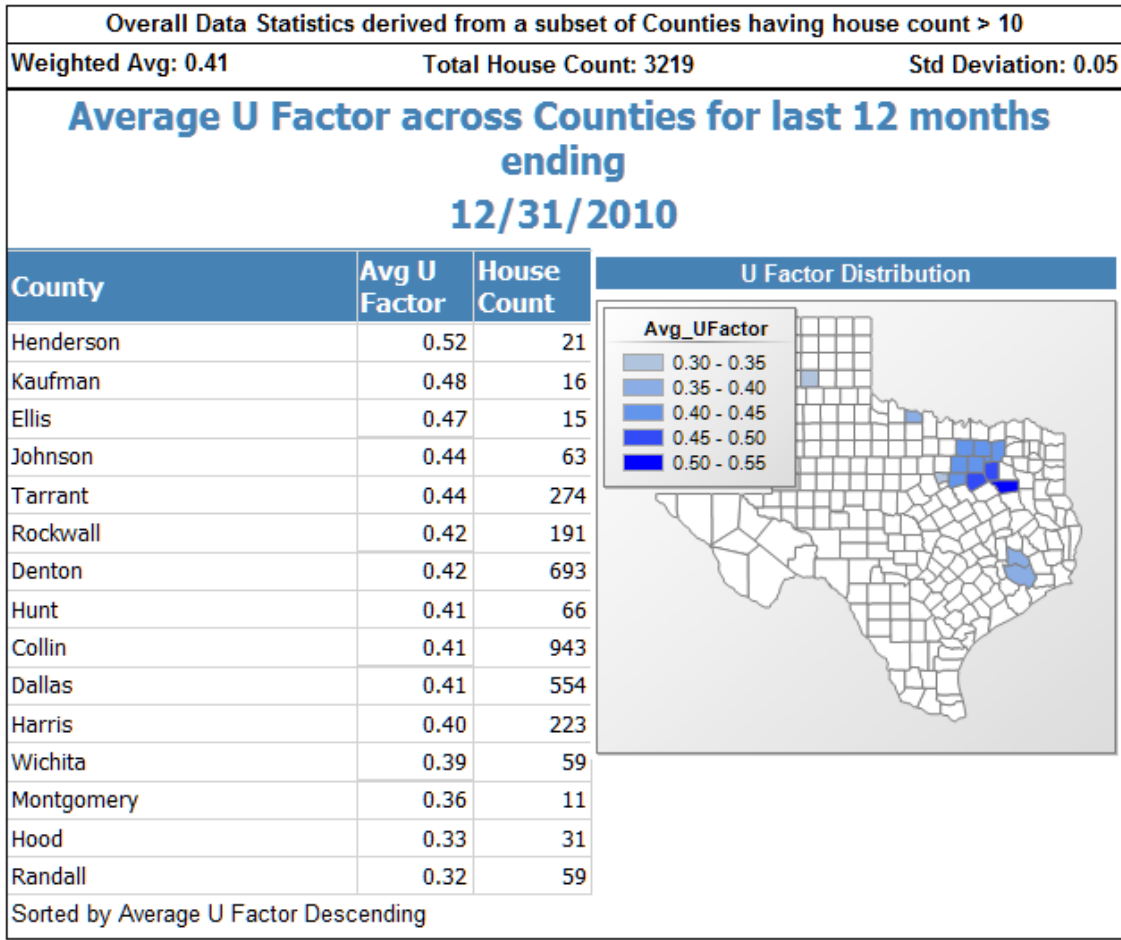 Overall Data Statistics derived from a subset of Counties having house count > 10
Weighted Avg: 0.41 Total House Count: 3219 Std Deviation: 0.05
Average U Factor across Counties for last 12 months
ending
12/31/2010
County Avg U Factor House Count
Henderson 0.52 21
Kaufman 0.48 16
Ellis 0.47 15
Johnson 0.44 63
Tarrant 0.44 274
Rockwall 0.42 191
Denton 0.42 693
Hunt 0.41 66
Collin 0.41 943
Dallas 0.41 554
Harris 0.40 223
Wichita 0.39 59
Montgomery 0.36 11
Hood 0.33 31
Randall 0.32 59
Sorted by Average U Factor Descending
U Factor Distribution
Avg_UFactor
0.30 - 0.35
0.35 - 0.40
0.40 - 0.45
0.45 - 0.50
0.50 - 0.55